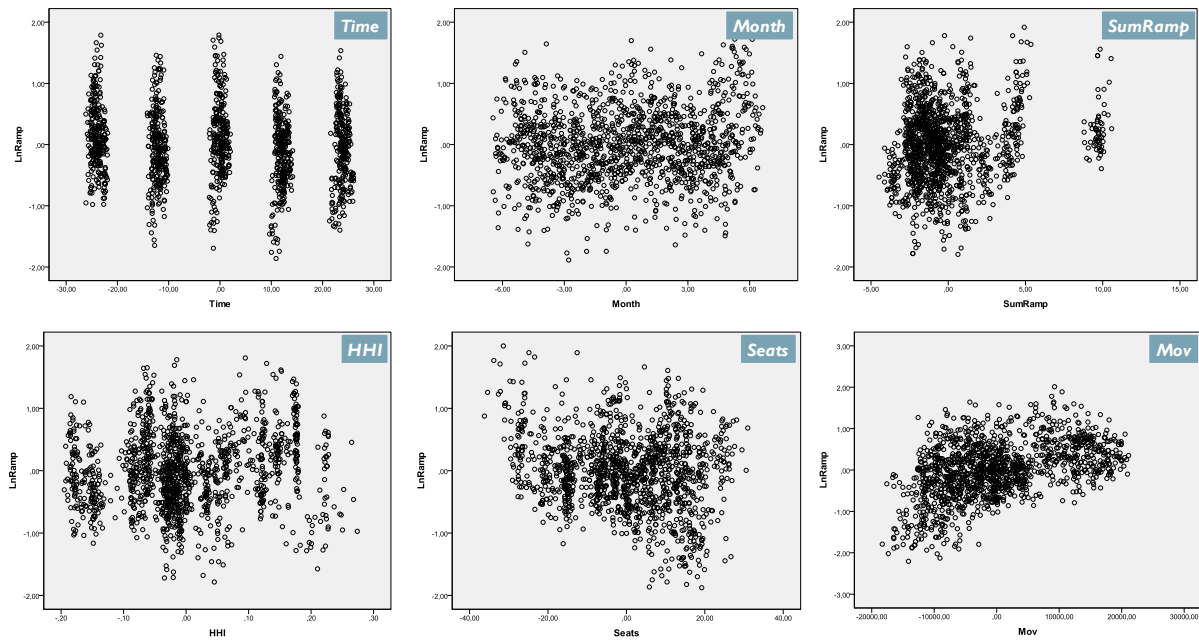 Time
2,00
1,00
,00
-1,00
-2,00
LnRamp
-30,00 -20,00 -10,00 ,00 10,00 20,00 30,00
Time
Month
2,00
1,00
,00
-1,00
-2,00
LnRamp
-6,00 -3,00 ,00 3,00 6,00
Month
SumRamp
2,00
1,00
,00
-1,00
-2,00
LnRamp
-5,00 ,00 5,00 10,00 15,00
SumRamp
HHI
2,00
1,00
,00
-1,00
-2,00
LnRamp
-,20 -,10 ,00 ,10 ,20 ,30
HHI
Seats
2,00
1,00
,00
-1,00
-2,00
LnRamp
-40,00 -20,00 ,00 20,00 40,00
Seats
Mov
3,00
2,00
1,00
,00
-1,00
-2,00
-3,00
LnRamp
-20000,00 -10000,00 ,00 10000,00 20000,00 30000,00
Mov